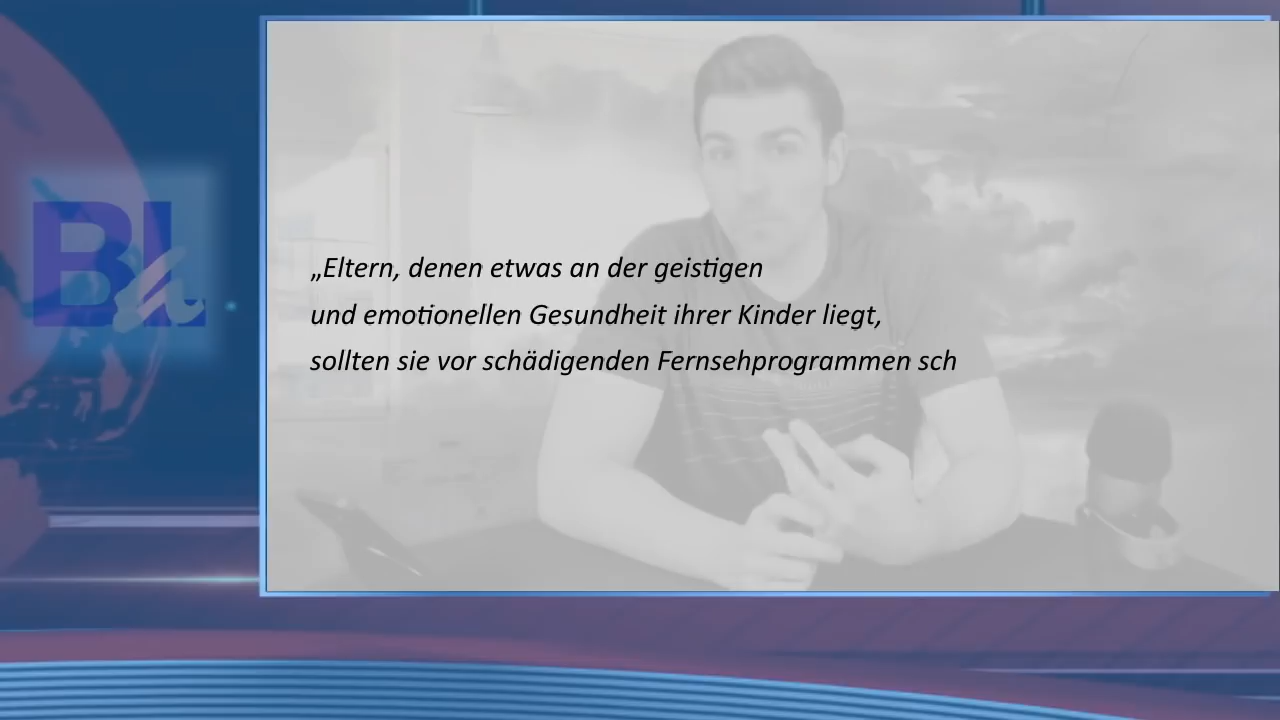 „Eltern, denen etwas an der geistigen
und emotionellen Gesundheit ihrer Kinder liegt,
sollten sie vor schädigenden Fernsehprogrammen sch